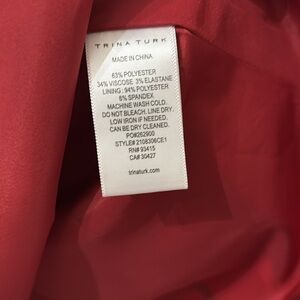 TRINA TURK
MADE IN CHINA
63% POLYESTER
34% VISCOSE 3% ELASTANE
LINING : 94% POLYESTER
6% SPANDEX
MACHINE WASH COLD.
DO NOT BLEACH. LINE DRY.
LOW IRON IF NEEDED.
CAN BE DRY CLEANED.
PO#262900
STYLE# 2108306CE1
RN# 93415
CA# 30427
trinaturk.com